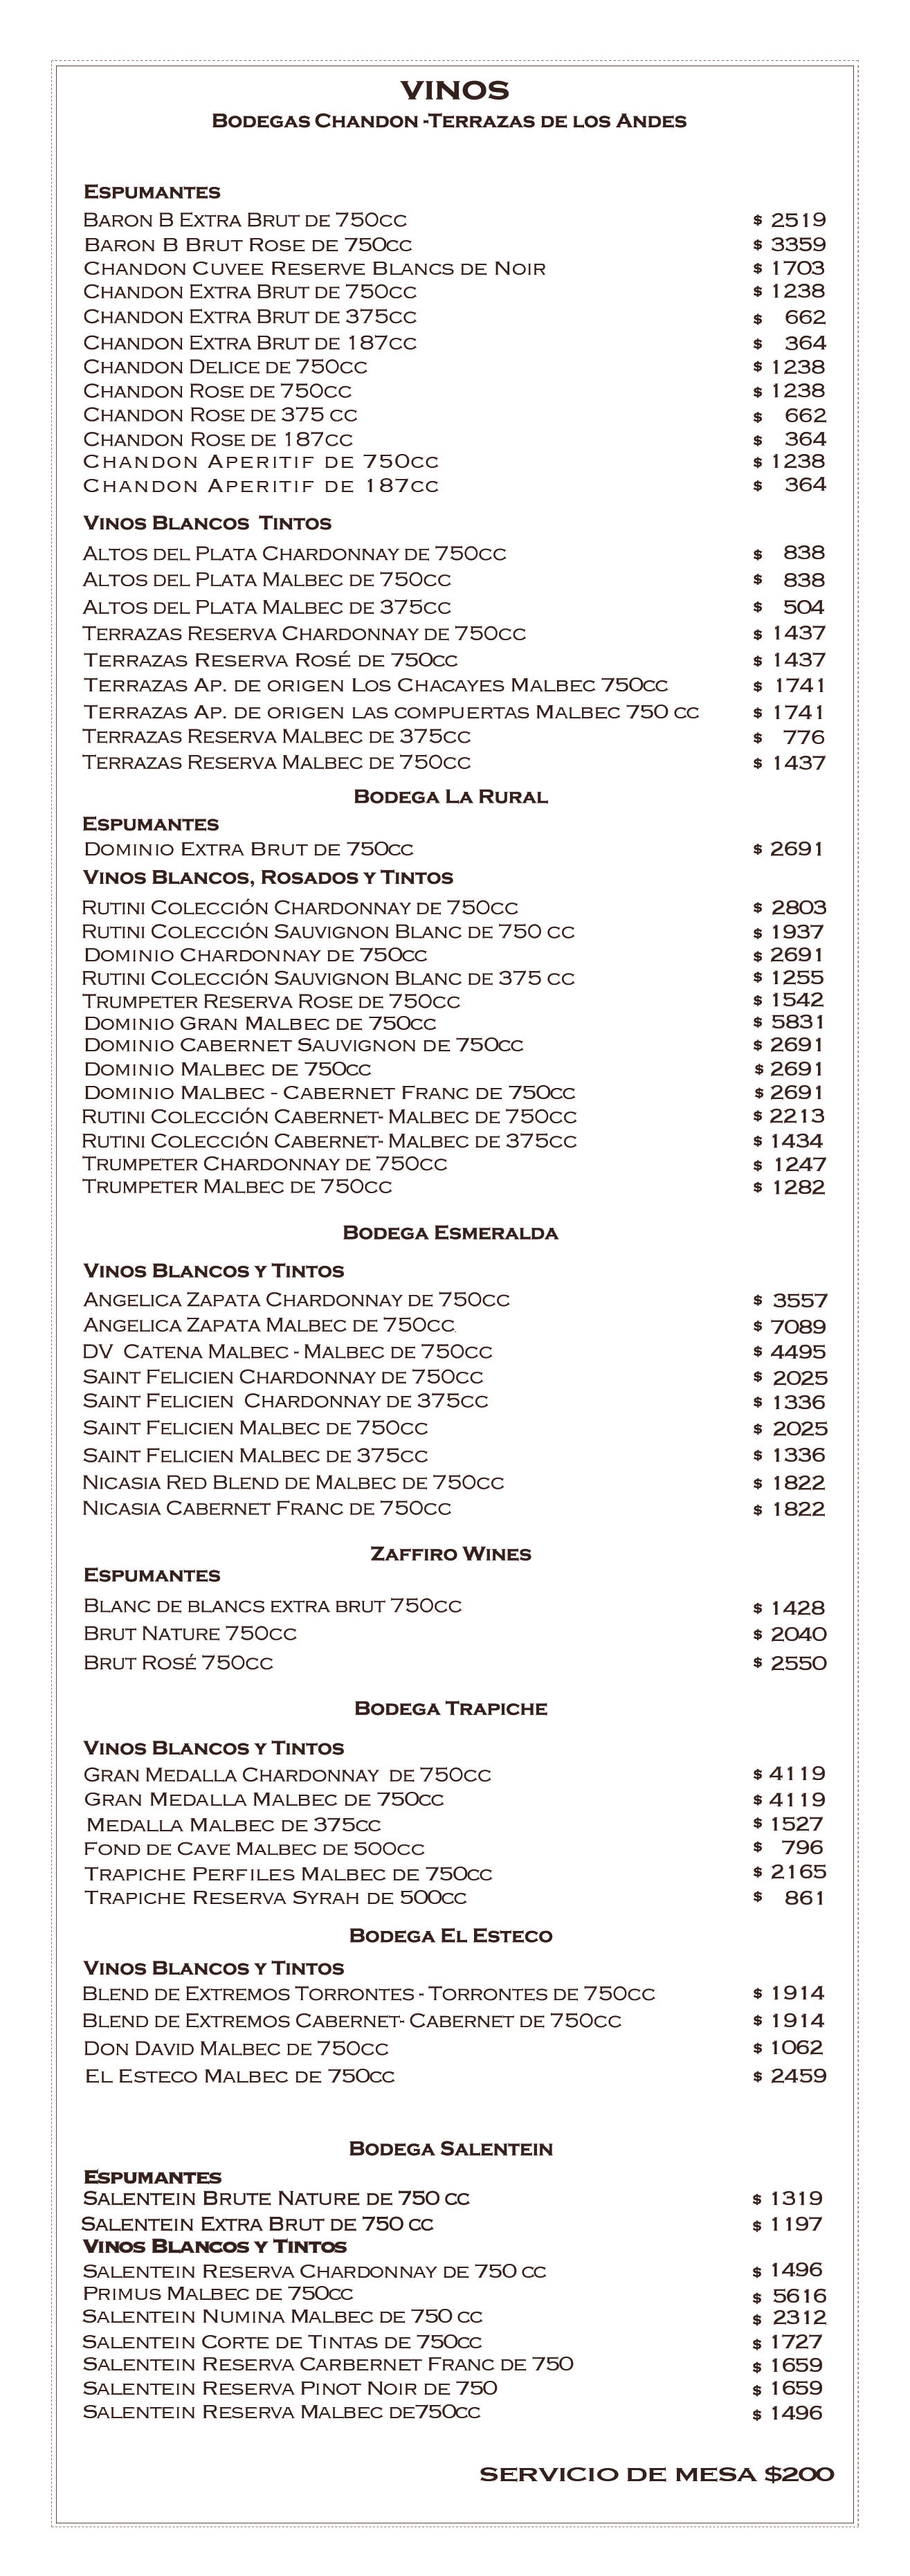 VINOS
BODEGAS CHANDON -TERRAZAS DE LOS ANDES
ESPUMANTES
BARON B EXTRA BRUT DE 750CC $ 2519
BARON B BRUT ROSE DE 750CC $ 3359
CHANDON CUVEE RESERVE BLANCS DE NOIR $ 1703
CHANDON EXTRA BRUT DE 750CC $ 1238
CHANDON EXTRA BRUT DE 375CC $ 662
CHANDON EXTRA BRUT DE 187CC $ 364
CHANDON DELICE DE 750CC $ 1238
CHANDON ROSE DE 750CC $ 1238
CHANDON ROSE DE 375 CC $ 662
CHANDON ROSE DE 187CC $ 364
CHANDON APERITIF DE 750CC $ 1238
CHANDON APERITIF DE 187CC $ 364
VINOS BLANCOS TINTOS
ALTOS DEL PLATA CHARDONNAY DE 750CC $ 838
ALTOS DEL PLATA MALBEC DE 750CC $ 838
ALTOS DEL PLATA MALBEC DE 375CC $ 504
TERRAZAS RESERVA CHARDONNAY DE 750CC $ 1437
TERRAZAS RESERVA ROSÉ DE 750CC $ 1437
TERRAZAS AP. DE ORIGEN LOS CHACAYES MALBEC 750CC $ 1741
TERRAZAS AP. DE ORIGEN LAS COMPUERTAS MALBEC 750 CC $ 1741
TERRAZAS RESERVA MALBEC DE 375CC $ 776
TERRAZAS RESERVA MALBEC DE 750CC $ 1437
BODEGA LA RURAL
ESPUMANTES
DOMINIO EXTRA BRUT DE 750CC $ 2691
VINOS BLANCOS, ROSADOS Y TINTOS
RUTINI COLECCIÓN CHARDONNAY DE 750CC $ 2803
RUTINI COLECCIÓN SAUVIGNON BLANC DE 750 CC $ 1937
DOMINIO CHARDONNAY DE 750CC $ 2691
RUTINI COLECCIÓN SAUVIGNON BLANC DE 375 CC $ 1255
TRUMPETER RESERVA ROSE DE 750CC $ 1542
DOMINIO GRAN MALBEC DE 750CC $ 5831
DOMINIO CABERNET SAUVIGNON DE 750CC $ 2691
DOMINIO MALBEC DE 750CC $ 2691
DOMINIO MALBEC - CABERNET FRANC DE 750CC $ 2691
RUTINI COLECCIÓN CABERNET- MALBEC DE 750CC $ 2213
RUTINI COLECCIÓN CABERNET- MALBEC DE 375CC $ 1434
TRUMPETER CHARDONNAY DE 750CC $ 1247
TRUMPETER MALBEC DE 750CC $ 1282
BODEGA ESMERALDA
VINOS BLANCOS Y TINTOS
ANGELICA ZAPATA CHARDONNAY DE 750CC $ 3557
ANGELICA ZAPATA MALBEC DE 750CC $ 7089
DV CATENA MALBEC - MALBEC DE 750CC $ 4495
SAINT FELICIEN CHARDONNAY DE 750CC $ 2025
SAINT FELICIEN CHARDONNAY DE 375CC $ 1336
SAINT FELICIEN MALBEC DE 750CC $ 2025
SAINT FELICIEN MALBEC DE 375CC $ 1336
NICASIA RED BLEND DE MALBEC DE 750CC $ 1822
NICASIA CABERNET FRANC DE 750CC $ 1822
ZAFFIRO WINES
ESPUMANTES
BLANC DE BLANCS EXTRA BRUT 750CC $ 1428
BRUT NATURE 750CC $ 2040
BRUT ROSÉ 750CC $ 2550
BODEGA TRAPICHE
VINOS BLANCOS Y TINTOS
GRAN MEDALLA CHARDONNAY DE 750CC $ 4119
GRAN MEDALLA MALBEC DE 750CC $ 4119
MEDALLA MALBEC DE 375CC $ 1527
FOND DE CAVE MALBEC DE 500CC $ 796
TRAPICHE PERFILES MALBEC DE 750CC $ 2165
TRAPICHE RESERVA SYRAH DE 500CC $ 861
BODEGA EL ESTECO
VINOS BLANCOS Y TINTOS
BLEND DE EXTREMOS TORRONTES - TORRONTES DE 750CC $ 1914
BLEND DE EXTREMOS CABERNET- CABERNET DE 750CC $ 1914
DON DAVID MALBEC DE 750CC $ 1062
EL ESTECO MALBEC DE 750CC $ 2459
BODEGA SALENTEIN
ESPUMANTES
SALENTEIN BRUTE NATURE DE 750 CC $ 1319
SALENTEIN EXTRA BRUT DE 750 CC $ 1197
VINOS BLANCOS Y TINTOS
SALENTEIN RESERVA CHARDONNAY DE 750 CC $ 1496
PRIMUS MALBEC DE 750CC $ 5616
SALENTEIN NUMINA MALBEC DE 750 CC $ 2312
SALENTEIN CORTE DE TINTAS DE 750CC $ 1727
SALENTEIN RESERVA CARBERNET FRANC DE 750 $ 1659
SALENTEIN RESERVA PINOT NOIR DE 750 $ 1659
SALENTEIN RESERVA MALBEC DE750CC $ 1496
SERVICIO DE MESA $200